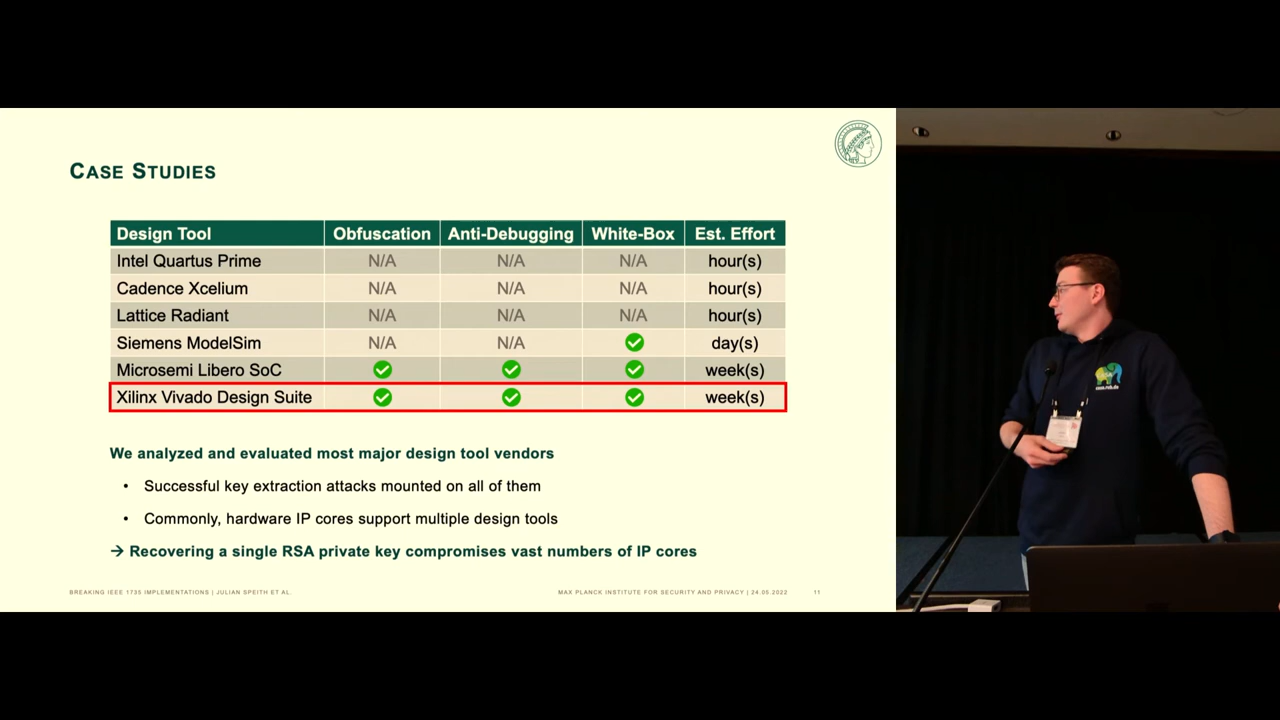 CASE STUDIES
Design Tool Obfuscation Anti-Debugging White-Box Est. Effort
Intel Quartus Prime N/A N/A N/A hour(s)
Cadence Xcelium N/A N/A N/A hour(s)
Lattice Radiant N/A N/A N/A hour(s)
Siemens ModelSim N/A N/A day(s)
Microsemi Libero SoC week(s)
Xilinx Vivado Design Suite week(s)
We analyzed and evaluated most major design tool vendors
• Successful key extraction attacks mounted on all of them
• Commonly, hardware IP cores support multiple design tools
→ Recovering a single RSA private key compromises vast numbers of IP cores
BREAKING IEEE 1735 IMPLEMENTATIONS | JULIAN SPEITH ET AL. MAX PLANCK INSTITUTE FOR SECURITY AND PRIVACY | 24.05.2022 11